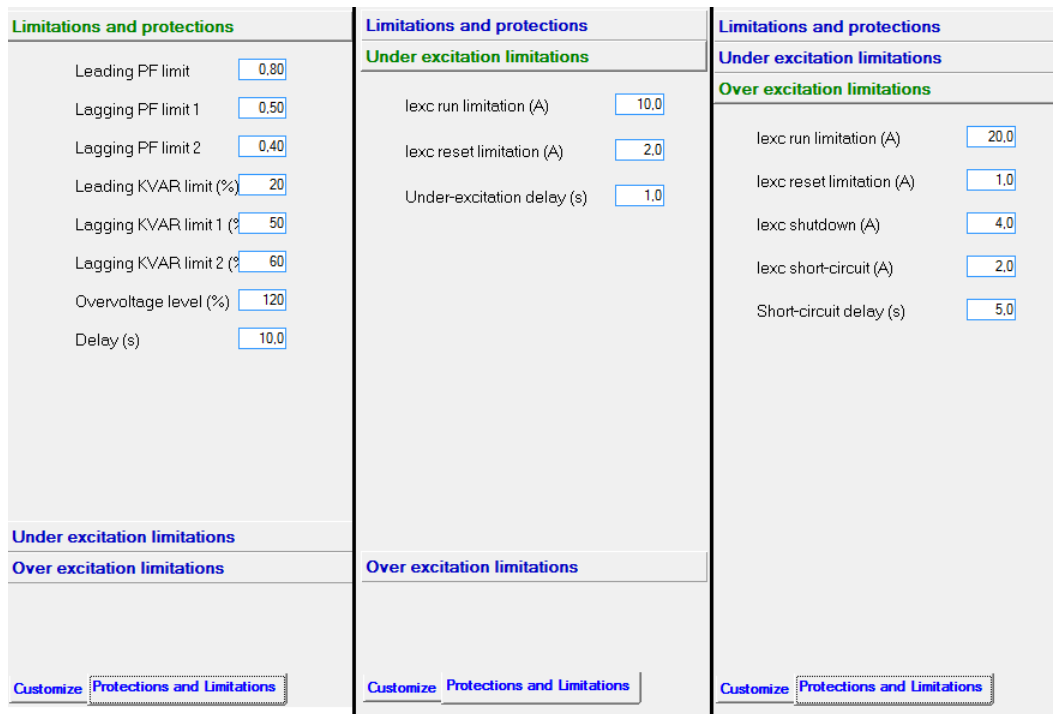 Limitations and protections
Leading PF limit 0,80
Lagging PF limit 1 0,50
Lagging PF limit 2 0,40
Leading KVAR limit (%) 20
Lagging KVAR limit 1 (% 50
Lagging KVAR limit 2 (% 60
Overvoltage level (%) 120
Delay (s) 10,0
Under excitation limitations
Over excitation limitations
Customize Protections and Limitations
Limitations and protections
Under excitation limitations
Iexc run limitation (A) 10,0
Iexc reset limitation (A) 2,0
Under-excitation delay (s) 1,0
Over excitation limitations
Customize Protections and Limitations
Limitations and protections
Under excitation limitations
Over excitation limitations
Iexc run limitation (A) 20,0
Iexc reset limitation (A) 1,0
Iexc shutdown (A) 4,0
Iexc short-circuit (A) 2,0
Short-circuit delay (s) 5,0
Customize Protections and Limitations